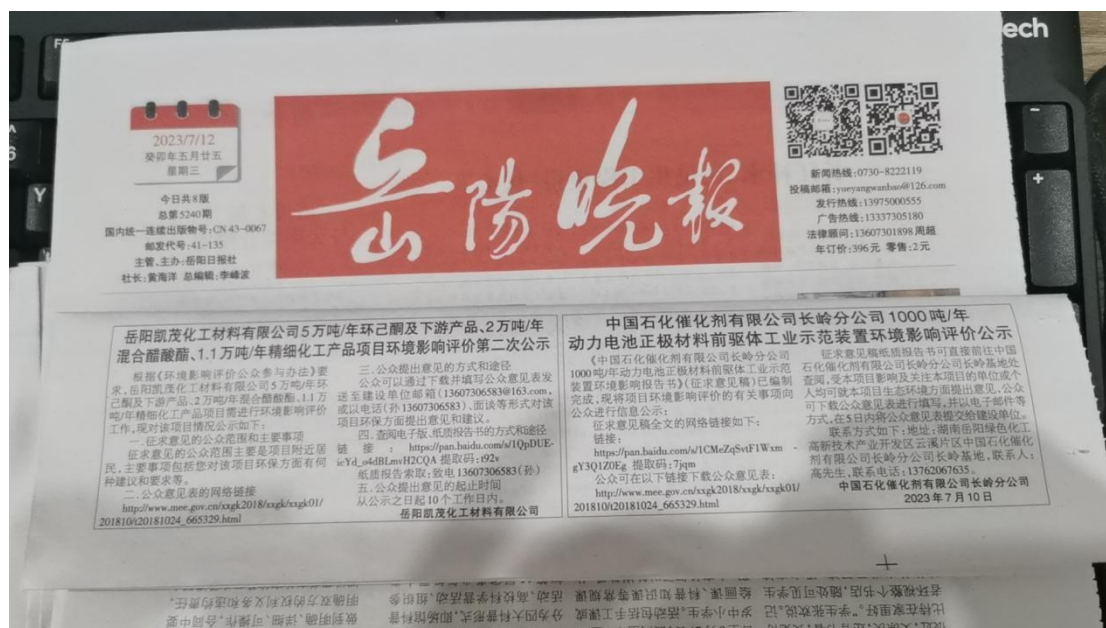 ech
2023/7/12
癸卯年五月廿五
星期三
今日共8版
总第5240期
国内统一连续出版物号:CN 43-0067
邮发代号:41-135
主管、主办:岳阳日报社
社长:黄海洋 总编辑:李峰波
岳陽晚報
新闻热线:0730-8222119
投稿邮箱:yueyangwanbao@126.com
发行热线:13975000555
广告热线:13337305180
法律顾问:13607301898 周超
年订价:396元 零售:2元
岳阳凯茂化工材料有限公司5万吨/年环己酮及下游产品、2万吨/年
混合醋酸酯、1.1万吨/年精细化工产品项目环境影响评价第二次公示
根据《环境影响评价公众参与办法》要
求,岳阳凯茂化工材料有限公司5万吨/年环
己酮及下游产品、2万吨/年混合醋酸酯、1.1万
吨/年精细化工产品项目需进行环境影响评价
工作,现对该项目情况公示如下:
一、征求意见的公众范围和主要事项
征求意见的公众范围主要是项目附近居
民,主要事项包括您对该项目环保方面有何
种建议和要求等。
二、公众意见表的网络链接
http://www.mee.gov.cn/xxgk2018/xxgk/xxgk01/
201810/t20181024_665329.html
三、公众提出意见的方式和途径
公众可以通过下载并填写公众意见表发
送至建设单位邮箱(13607306583@163.com,
或以电话(孙13607306583)、面谈等形式对该
项目环保方面提出意见和建议。
四、查阅电子版、纸质报告书的方式和途径
链接:https://pan.baidu.com/s/1QpDUE-
icYd_o4dBLmvH2CQA 提取码:t92v
纸质报告索取:致电13607306583(孙)
五、公众提出意见的起止时间
从公示之日起10个工作日内。
岳阳凯茂化工材料有限公司
中国石化催化剂有限公司长岭分公司1000吨/年
动力电池正极材料前驱体工业示范装置环境影响评价公示
《中国石化催化剂有限公司长岭分公司
1000吨/年动力电池正极材料前驱体工业示范
装置环境影响报告书》(征求意见稿)已编制
完成,现将项目环境影响评价的有关事项向
公众进行信息公示:
征求意见稿全文的网络链接如下:
链接:
https://pan.baidu.com/s/1CMeZqSvtF1Wxm-
gY3Q1Z0Eg 提取码:7jqm
公众可在以下链接下载公众意见表:
http://www.mee.gov.cn/xxgk2018/xxgk/xxgk01/
201810/t20181024_665329.html
征求意见稿纸质报告书可直接前往中国
石化催化剂有限公司长岭分公司长岭基地处
查阅,受本项目影响及关注本项目的单位或个
人均可就本项目生态环境方面提出意见,公众
可下载公众意见表进行填写,并以电子邮件等
方式,在5日内将公众意见表提交给建设单位。
联系方式如下:地址:湖南岳阳绿色化工
高新技术产业开发区云溪片区中国石化催化
剂有限公司长岭分公司长岭基地,联系人:
高先生,联系电话:13762067635。
中国石化催化剂有限公司长岭分公司
2023年7月10日